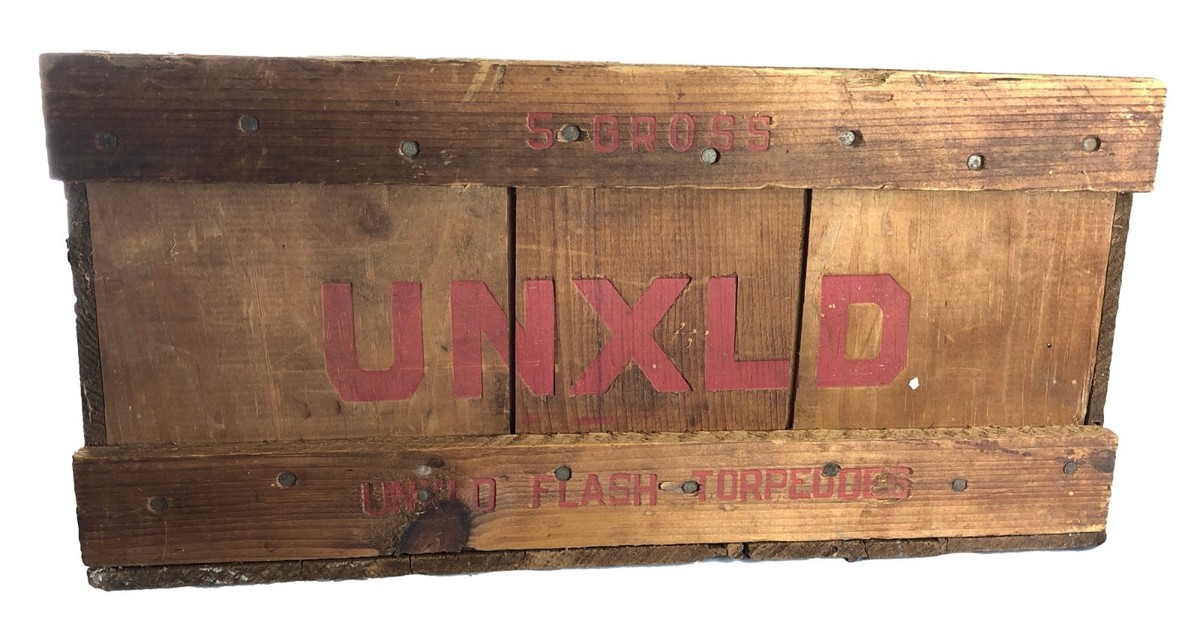 5 GROSS
UNXLD
UNXLD FLASH TORPEDOES